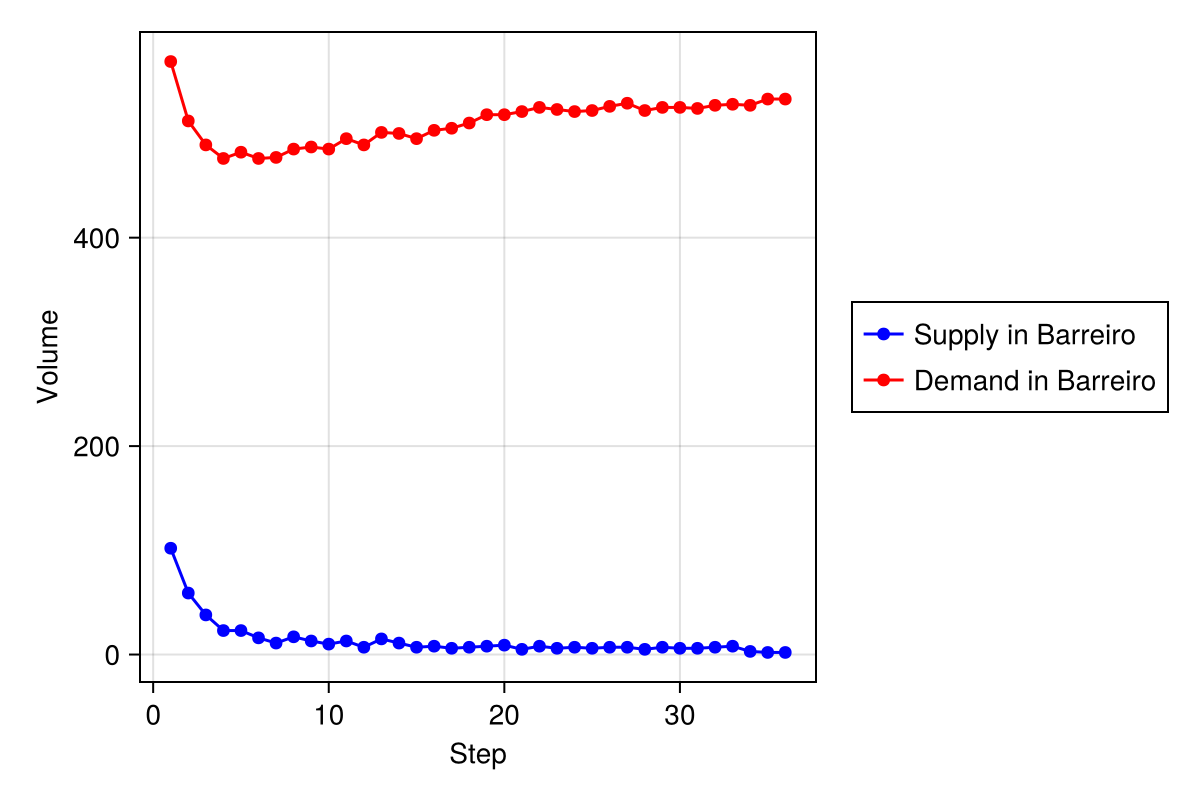 400
200
0
0 10 20 30
Volume
Step
Supply in Barreiro
Demand in Barreiro